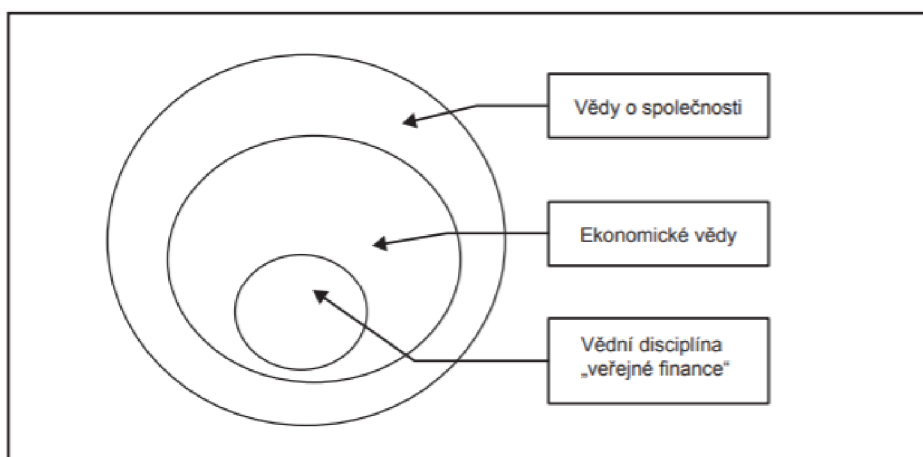 Vědy o společnosti
Ekonomické vědy
Vědní disciplína
„veřejné finance“